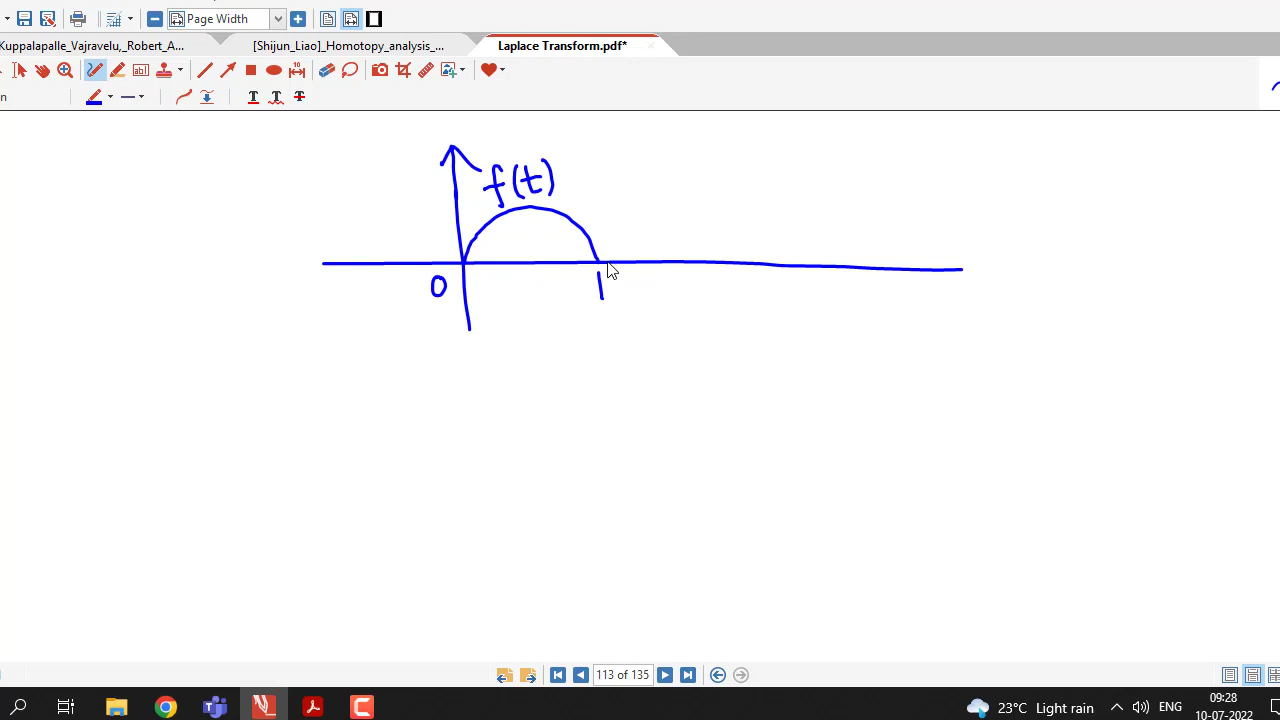 Page Width
Kuppalapalle_Vajravelu,_Robert_A... [Shijun_Liao]_Homotopy_analysis_... Laplace Transform.pdf*
n
f(t)
0 1
113 of 135
23°C Light rain ENG 09:28
10-07-2022